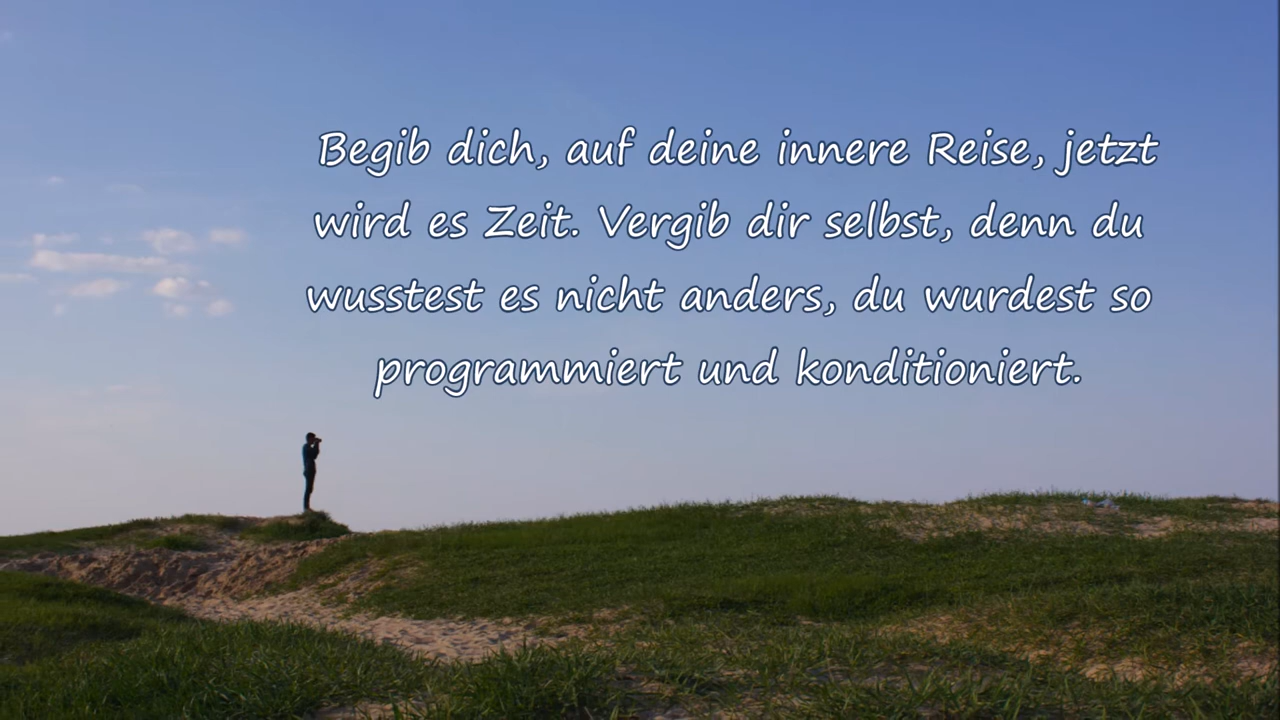 Begib dich, auf deine innere Reise, jetzt
wird es Zeit. Vergib dir selbst, denn du
wusstest es nicht anders, du wurdest so
programmiert und konditioniert.